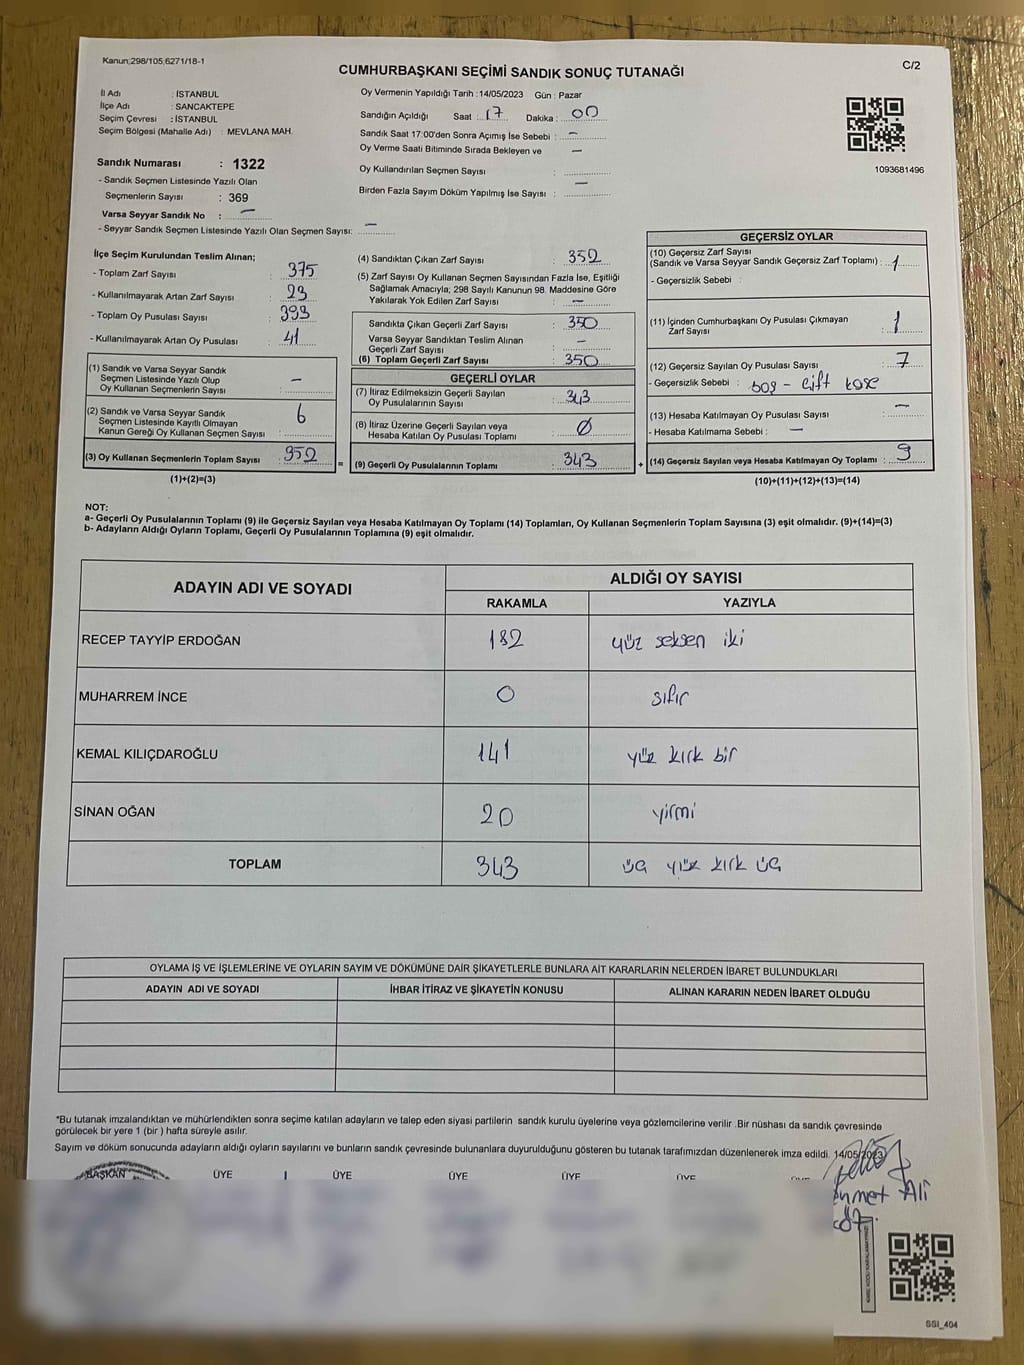 Kanun;298/105,6271/18-1
C/2
CUMHURBAŞKANI SEÇİMİ SANDIK SONUÇ TUTANAĞI
İl Adı : İSTANBUL
İlçe Adı : SANCAKTEPE
Seçim Çevresi : İSTANBUL
Seçim Bölgesi (Mahalle Adı) : MEVLANA MAH.
Sandık Numarası : 1322
- Sandık Seçmen Listesinde Yazılı Olan
Seçmenlerin Sayısı : 369
Varsa Seyyar Sandık No : —
- Seyyar Sandık Seçmen Listesinde Yazılı Olan Seçmen Sayısı: —
Oy Vermenin Yapıldığı Tarih :14/05/2023 Gün : Pazar
Sandığın Açıldığı Saat : 17 Dakika : 00
Sandık Saat 17:00'den Sonra Açımış İse Sebebi : —
Oy Verme Saati Bitiminde Sırada Bekleyen ve —
Oy Kullandırılan Seçmen Sayısı :
Birden Fazla Sayım Döküm Yapılmış İse Sayısı : —
1093681496
İlçe Seçim Kurulundan Teslim Alınan;
- Toplam Zarf Sayısı : 375
- Kullanılmayarak Artan Zarf Sayısı : 23
- Toplam Oy Pusulası Sayısı : 393
- Kullanılmayarak Artan Oy Pusulası : 41
(1) Sandık ve Varsa Seyyar Sandık
Seçmen Listesinde Yazılı Olup
Oy Kullanan Seçmenlerin Sayısı : —
(2) Sandık ve Varsa Seyyar Sandık
Seçmen Listesinde Kayıtlı Olmayan
Kanun Gereği Oy Kullanan Seçmen Sayısı : 6
(3) Oy Kullanan Seçmenlerin Toplam Sayısı : 352
(1)+(2)=(3)
(4) Sandıktan Çıkan Zarf Sayısı : 352
(5) Zarf Sayısı Oy Kullanan Seçmen Sayısından Fazla İse, Eşitliği
Sağlamak Amacıyla; 298 Sayılı Kanunun 98. Maddesine Göre
Yakılarak Yok Edilen Zarf Sayısı : —
Sandıkta Çıkan Geçerli Zarf Sayısı : 350
Varsa Seyyar Sandıktan Teslim Alınan
Geçerli Zarf Sayısı : —
(6) Toplam Geçerli Zarf Sayısı : 350
GEÇERLİ OYLAR
(7) İtiraz Edilmeksizin Geçerli Sayılan
Oy Pusulalarının Sayısı : 343
(8) İtiraz Üzerine Geçerli Sayılan veya
Hesaba Katılan Oy Pusulası Toplamı : 0
= (9) Geçerli Oy Pusulalarının Toplamı : 343 +
GEÇERSİZ OYLAR
(10) Geçersiz Zarf Sayısı
(Sandık ve Varsa Seyyar Sandık Geçersiz Zarf Toplamı) : 1
- Geçersizlik Sebebi :
(11) İçinden Cumhurbaşkanı Oy Pusulası Çıkmayan
Zarf Sayısı : 1
(12) Geçersiz Sayılan Oy Pusulası Sayısı : 7
- Geçersizlik Sebebi : boş - Çift kaşe
(13) Hesaba Katılmayan Oy Pusulası Sayısı : —
- Hesaba Katılmama Sebebi : —
(14) Geçersiz Sayılan veya Hesaba Katılmayan Oy Toplamı : 9
(10)+(11)+(12)+(13)=(14)
NOT:
a- Geçerli Oy Pusulalarının Toplamı (9) ile Geçersiz Sayılan veya Hesaba Katılmayan Oy Toplamı (14) Toplamları, Oy Kullanan Seçmenlerin Toplam Sayısına (3) eşit olmalıdır. (9)+(14)=(3)
b- Adayların Aldığı Oyların Toplamı, Geçerli Oy Pusulalarının Toplamına (9) eşit olmalıdır.
ADAYIN ADI VE SOYADI ALDIĞI OY SAYISI
RAKAMLA YAZIYLA
RECEP TAYYİP ERDOĞAN 182 yüz seksen iki
MUHARREM İNCE 0 sıfır
KEMAL KILIÇDAROĞLU 141 yüz kırk bir
SİNAN OĞAN 20 yirmi
TOPLAM 343 üç yüz kırk üç
OYLAMA İŞ VE İŞLEMLERİNE VE OYLARIN SAYIM VE DÖKÜMÜNE DAİR ŞİKAYETLERLE BUNLARA AİT KARARLARIN NELERDEN İBARET BULUNDUKLARI
ADAYIN ADI VE SOYADI İHBAR İTİRAZ VE ŞİKAYETİN KONUSU ALINAN KARARIN NEDEN İBARET OLDUĞU
*Bu tutanak imzalandıktan ve mühürlendikten sonra seçime katılan adayların ve talep eden siyasi partilerin sandık kurulu üyelerine veya gözlemcilerine verilir .Bir nüshası da sandık çevresinde
görülecek bir yere 1 (bir ) hafta süreyle asılır.
Sayım ve döküm sonucunda adayların aldığı oyların sayılarını ve bunların sandık çevresinde bulunanlara duyurulduğunu gösteren bu tutanak tarafımızdan düzenlenerek imza edildi. 14/05/2023
BAŞKAN ÜYE ÜYE ÜYE ÜYE ÜYE
Ali
SSI_404